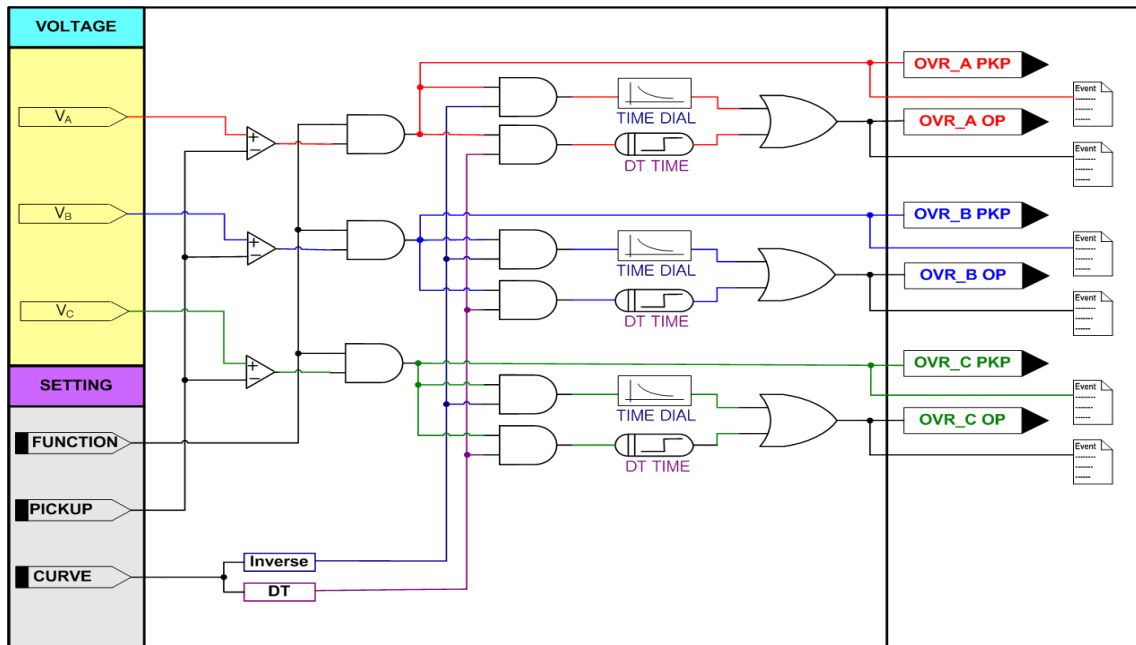 VOLTAGE
VA
VB
VC
SETTING
FUNCTION
PICKUP
CURVE
Inverse
DT
TIME DIAL
DT TIME
TIME DIAL
DT TIME
TIME DIAL
DT TIME
OVR_A PKP
Event
OVR_A OP
Event
OVR_B PKP
Event
OVR_B OP
Event
OVR_C PKP
Event
OVR_C OP
Event